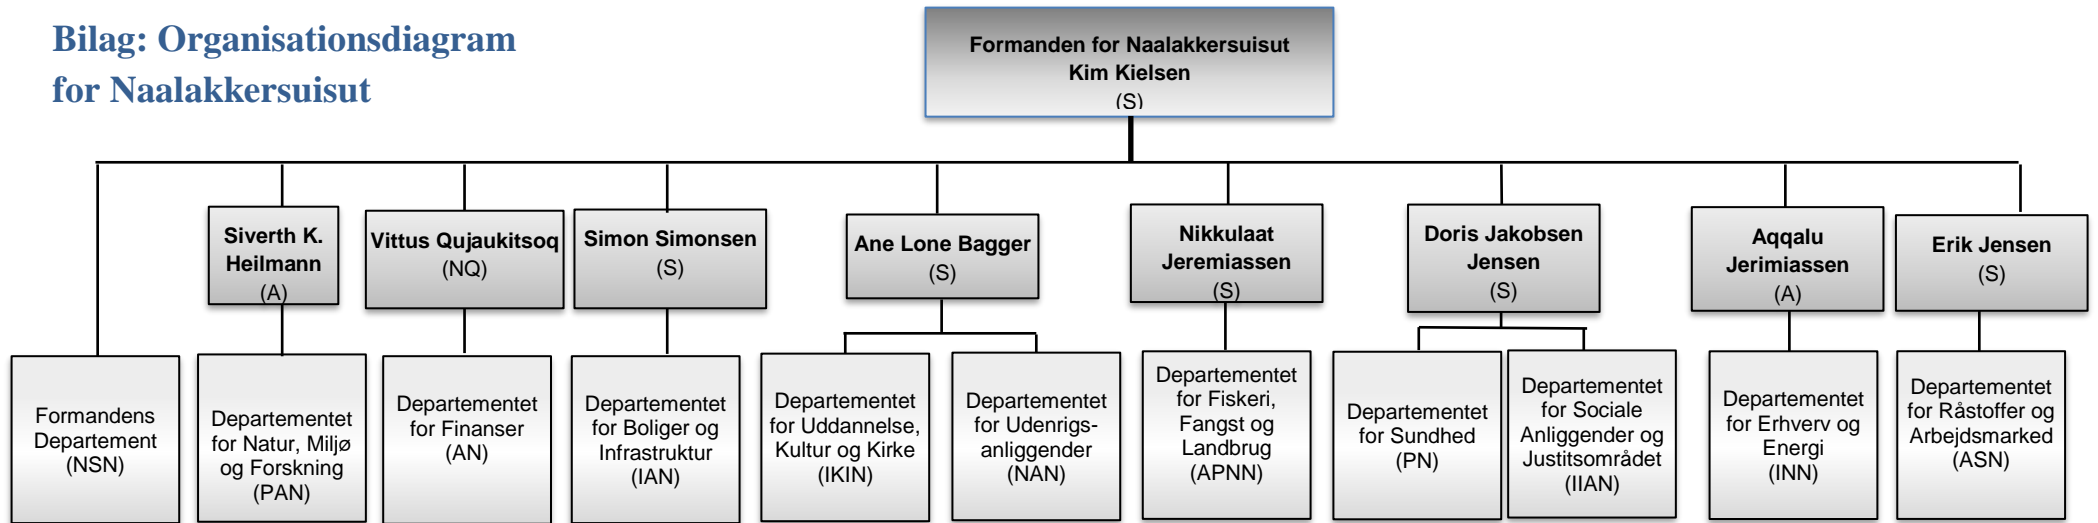 Bilag: Organisationsdiagram
for Naalakkersuisut
Formanden for Naalakkersuisut
Kim Kielsen
(S)
Siverth K.
Heilmann
(A)
Vittus Qujaukitsoq
(NQ)
Simon Simonsen
(S)
Ane Lone Bagger
(S)
Nikkulaat
Jeremiassen
(S)
Doris Jakobsen
Jensen
(S)
Aqqalu
Jerimiassen
(A)
Erik Jensen
(S)
Formandens
Departement
(NSN)
Departementet
for Natur, Miljø
og Forskning
(PAN)
Departementet
for Finanser
(AN)
Departementet
for Boliger og
Infrastruktur
(IAN)
Departementet
for Uddannelse,
Kultur og Kirke
(IKIN)
Departementet
for Udenrigs-
anliggender
(NAN)
Departementet
for Fiskeri,
Fangst og
Landbrug
(APNN)
Departementet
for Sundhed
(PN)
Departementet
for Sociale
Anliggender og
Justitsområdet
(IIAN)
Departementet
for Erhverv og
Energi
(INN)
Departementet
for Råstoffer og
Arbejdsmarked
(ASN)